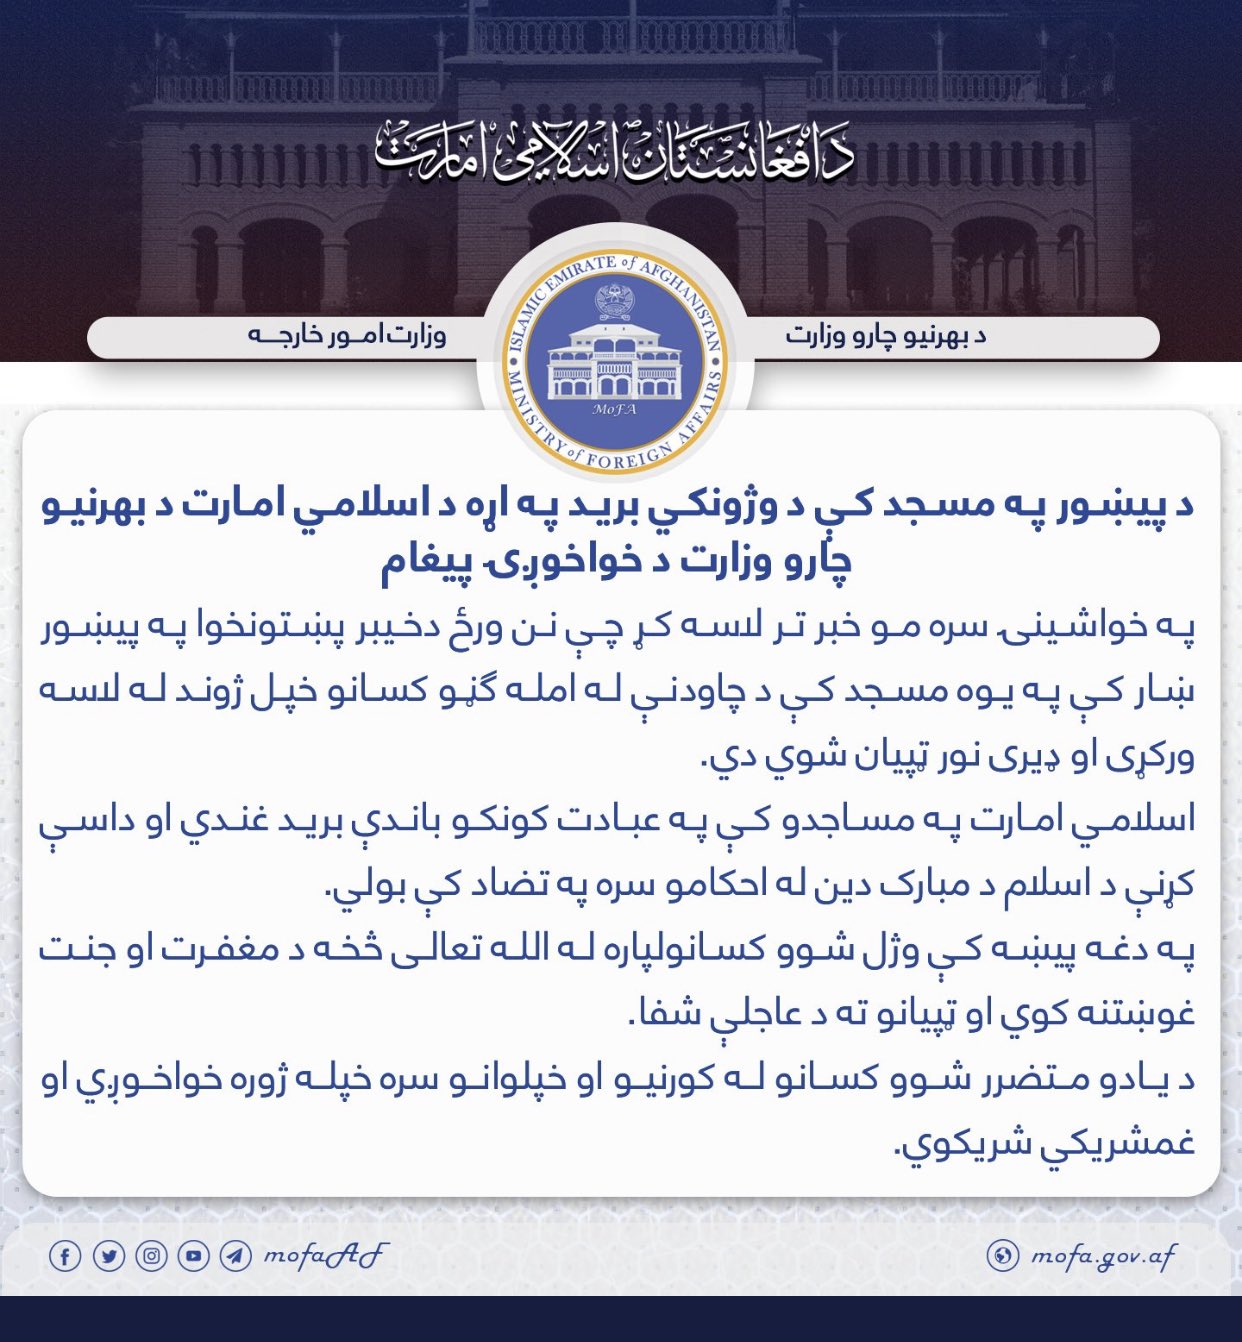 د افغانستان اسلامي امارت
د بهرنیو چارو وزارت
وزارت امور خارجه
ISLAMIC EMIRATE of AFGHANISTAN
MoFA
MINISTRY of FOREIGN AFFAIRS
د پیښور په مسجد کې د وژونکي برید په اړه د اسلامي امارت د بهرنیو
چارو وزارت د خواخوږۍ پیغام
په خواشینۍ سره مو خبر تر لاسه کړ چې نن ورځ دخیبر پښتونخوا په پیښور
ښار کې په یوه مسجد کې د چاودنې له امله ګڼو کسانو خپل ژوند له لاسه
ورکړی او ډیری نور ټپیان شوي دي.
اسلامي امارت په مساجدو کې په عبادت کونکو باندې برید غندي او داسې
کړنې د اسلام د مبارک دین له احکامو سره په تضاد کې بولي.
په دغه پیښه کې وژل شوو کسانولپاره له الله تعالی څخه د مغفرت او جنت
غوښتنه کوي او ټپیانو ته د عاجلې شفا.
د یادو متضرر شوو کسانو له کورنیو او خپلوانو سره خپله ژوره خواخوږي او
غمشریکي شریکوي.
mofaAF
mofa.gov.af